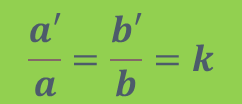 a′/a = b′/b = k